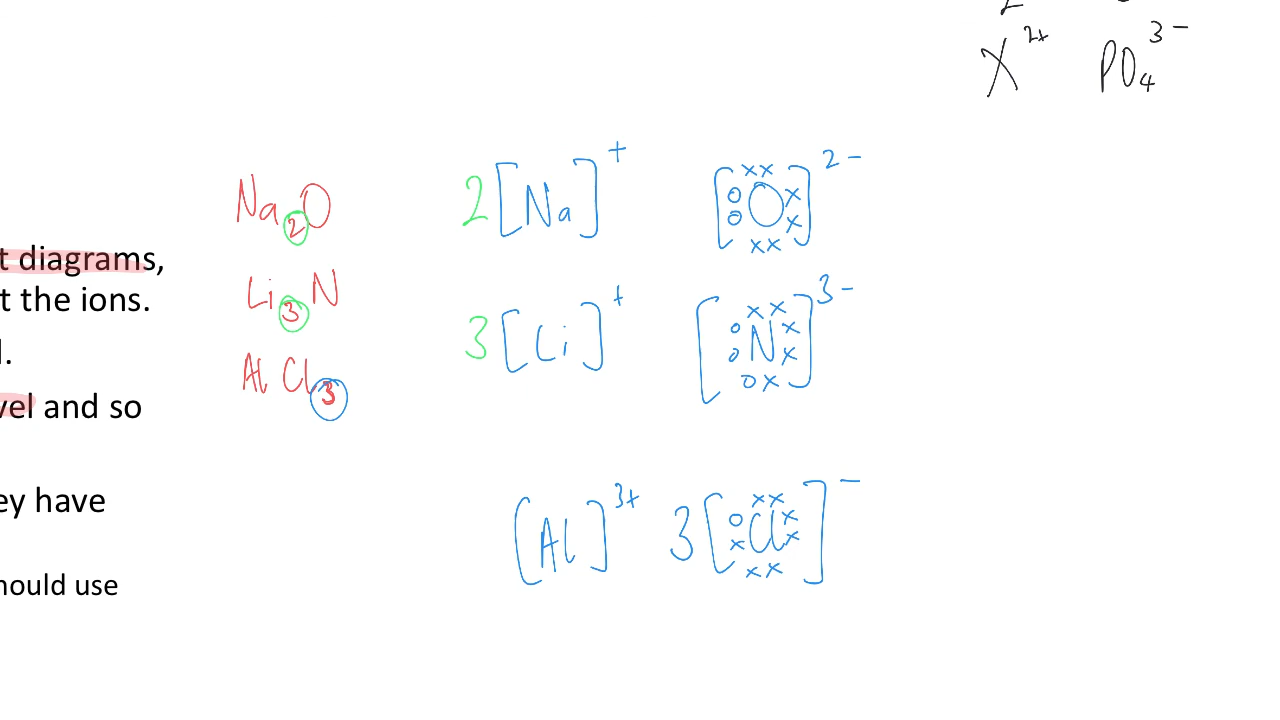 X²⁺ PO₄³⁻
Na₂O 2[Na]⁺ [O]²⁻
t diagrams,
t the ions.
Li₃N 3[Li]⁺ [N]³⁻
l.
AlCl₃
vel and so
ey have
[Al]³⁺ 3[Cl]⁻
hould use